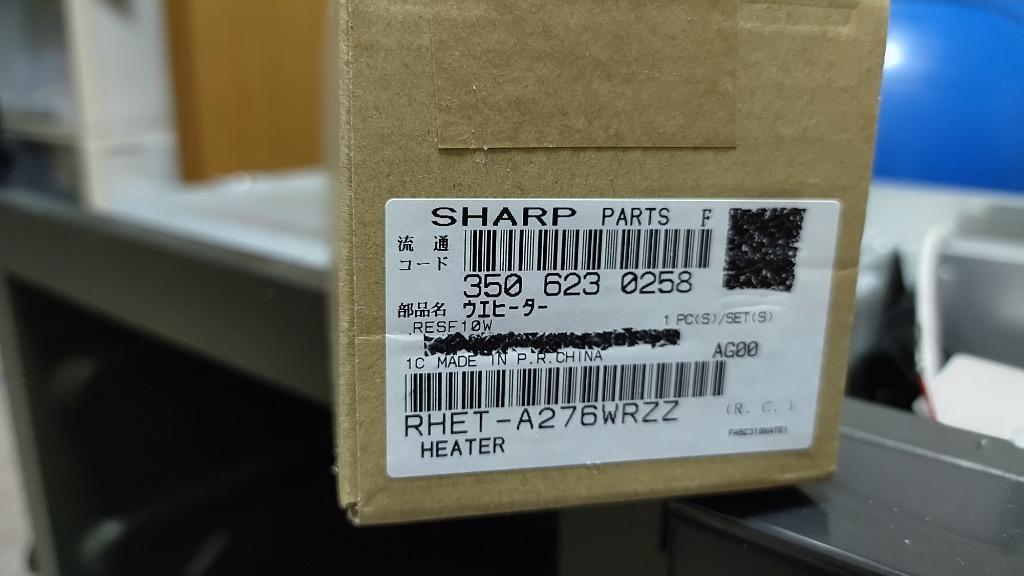 SHARP PARTS F
流通
コード
350 623 0258
部品名 ウエヒーター
.RESF10W
1 PC(S)/SET(S)
1C MADE IN P.R.CHINA
AG00
RHET-A276WRZZ
(R. C. )
HEATER